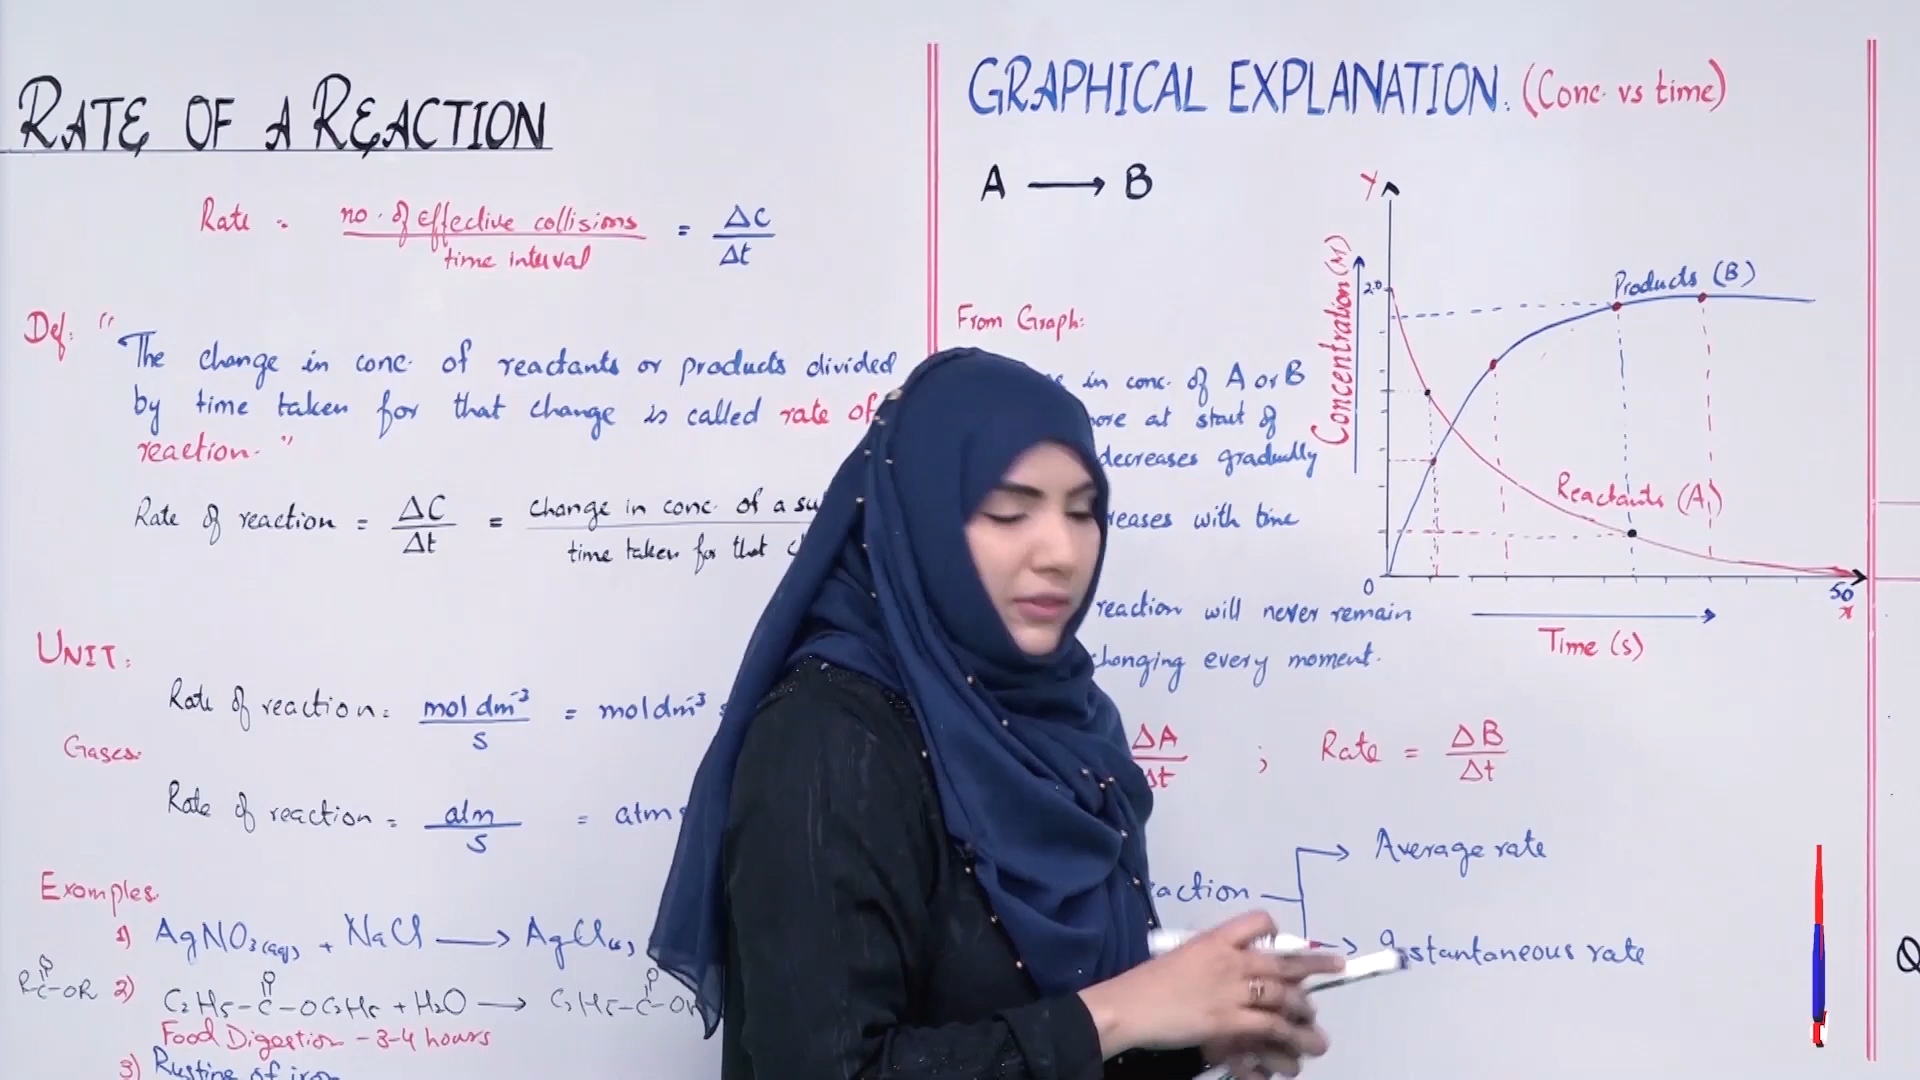 RATE OF A REACTION
Rate = no. of effective collisions / time interval = ΔC / Δt
Def: "The change in conc. of reactants or products divided
by time taken for that change is called rate of
reaction."
Rate of reaction = ΔC / Δt = change in conc. of a / time taken for that
UNIT:
Rate of reaction = mol dm⁻³ / s = mol dm⁻³
Gases:
Rate of reaction = atm / s = atm
Examples
1) AgNO₃(aq) + NaCl ⟶ AgCl(s)
R-C-OR
O
2) C₂H₅-C-OC₂H₅ + H₂O ⟶ C₂H₅-C-OH
O
O
Food Digestion - 3-4 hours
3) Rusting of iron
GRAPHICAL EXPLANATION: (Conc. vs time)
A ⟶ B
From Graph:
in conc. of A or B
at start of
decreases gradually
with time
reaction will never remain
changing every moment.
ΔA / Δt ; Rate = ΔB / Δt
Average rate
Instantaneous rate
Y
Concentration (M)
2.0
Products (B)
Reactants (A)
0
50
x
Time (s)
Q